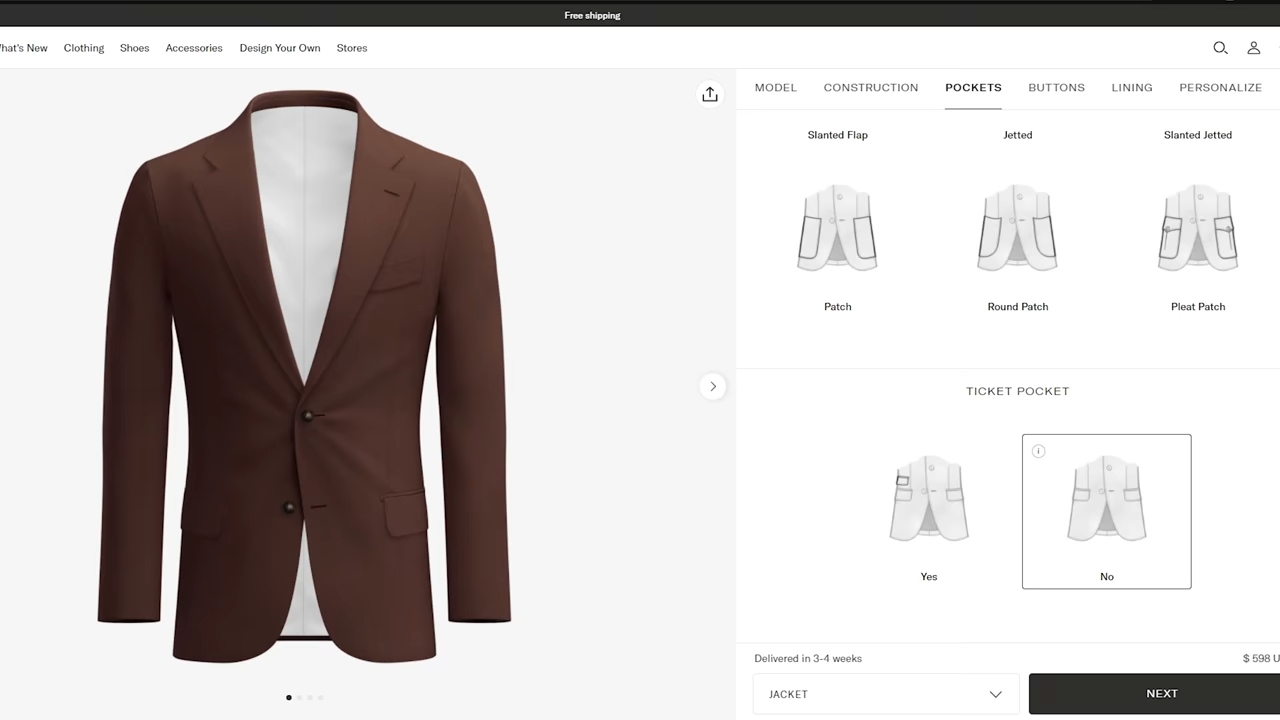 Free shipping
What's New Clothing Shoes Accessories Design Your Own Stores
MODEL CONSTRUCTION POCKETS BUTTONS LINING PERSONALIZE
Slanted Flap Jetted Slanted Jetted
Patch Round Patch Pleat Patch
TICKET POCKET
i
Yes No
Delivered in 3-4 weeks $ 598 U
JACKET NEXT